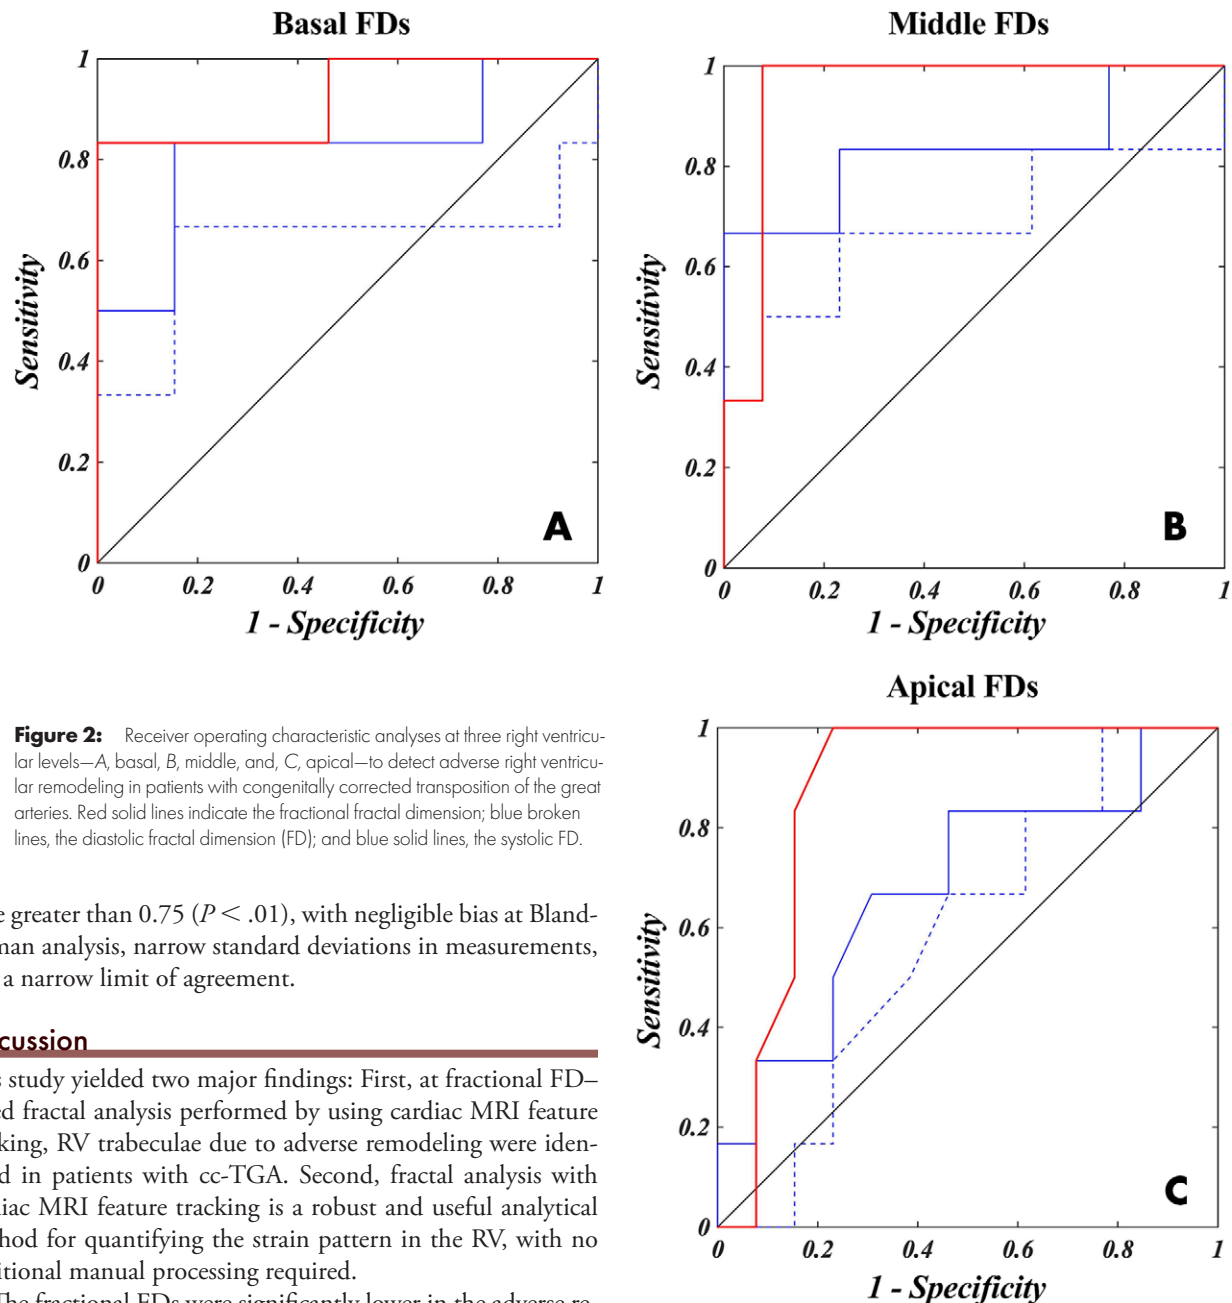 Basal FDs
1
0.8
0.6
0.4
0.2
0
0 0.2 0.4 0.6 0.8 1
Sensitivity
1 - Specificity
A
Middle FDs
1
0.8
0.6
0.4
0.2
0
0 0.2 0.4 0.6 0.8 1
Sensitivity
1 - Specificity
B
Apical FDs
1
0.8
0.6
0.4
0.2
0
0 0.2 0.4 0.6 0.8 1
Sensitivity
1 - Specificity
C
Figure 2: Receiver operating characteristic analyses at three right ventricu-
lar levels—A, basal, B, middle, and, C, apical—to detect adverse right ventricu-
lar remodeling in patients with congenitally corrected transposition of the great
arteries. Red solid lines indicate the fractional fractal dimension; blue broken
lines, the diastolic fractal dimension (FD); and blue solid lines, the systolic FD.
e greater than 0.75 (P < .01), with negligible bias at Bland-
man analysis, narrow standard deviations in measurements,
a narrow limit of agreement.
cussion
s study yielded two major findings: First, at fractional FD–
ed fractal analysis performed by using cardiac MRI feature
king, RV trabeculae due to adverse remodeling were iden-
d in patients with cc-TGA. Second, fractal analysis with
diac MRI feature tracking is a robust and useful analytical
hod for quantifying the strain pattern in the RV, with no
itional manual processing required.
The fractional FDs were significantly lower in the adverse re-